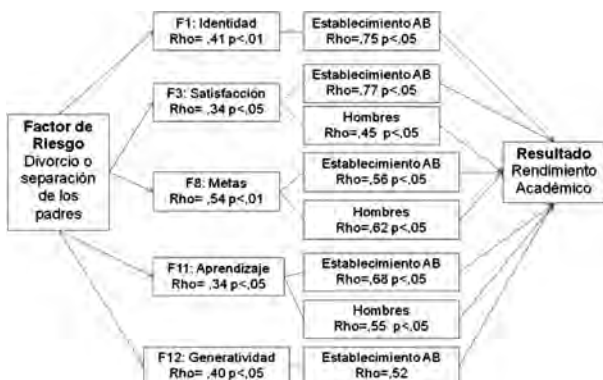 F1: Identidad
Rho= ,41 p<,01
Establecimiento AB
Rho=,75 p<,05
F3: Satisfacción
Rho= ,34 p<,05
Establecimiento AB
Rho=,77 p<,05
Hombres
Rho=,45 p<,05
Factor de
Riesgo
Divorcio o
separación
de los
padres
F8: Metas
Rho= ,54 p<,01
Establecimiento AB
Rho=,56 p<,05
Hombres
Rho=,62 p<,05
Resultado
Rendimiento
Académico
F11: Aprendizaje
Rho= ,34 p<,05
Establecimiento AB
Rho=,68 p<,05
Hombres
Rho=,55 p<,05
F12: Generatividad
Rho= ,40 p<,05
Establecimiento AB
Rho=,52